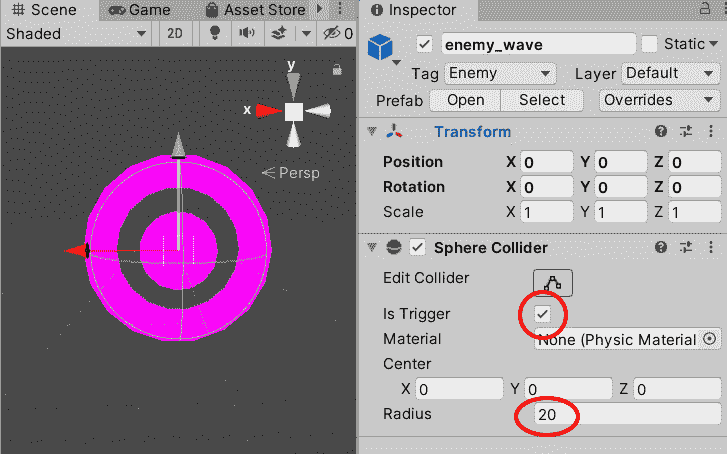 Scene
Game
Asset Store
Shaded
2D
0
y
x
Persp
Inspector
enemy_wave
Static
Tag Enemy Layer Default
Prefab Open Select Overrides
Transform
Position X 0 Y 0 Z 0
Rotation X 0 Y 0 Z 0
Scale X 1 Y 1 Z 1
Sphere Collider
Edit Collider
Is Trigger
Material None (Physic Material
Center
X 0 Y 0 Z 0
Radius 20